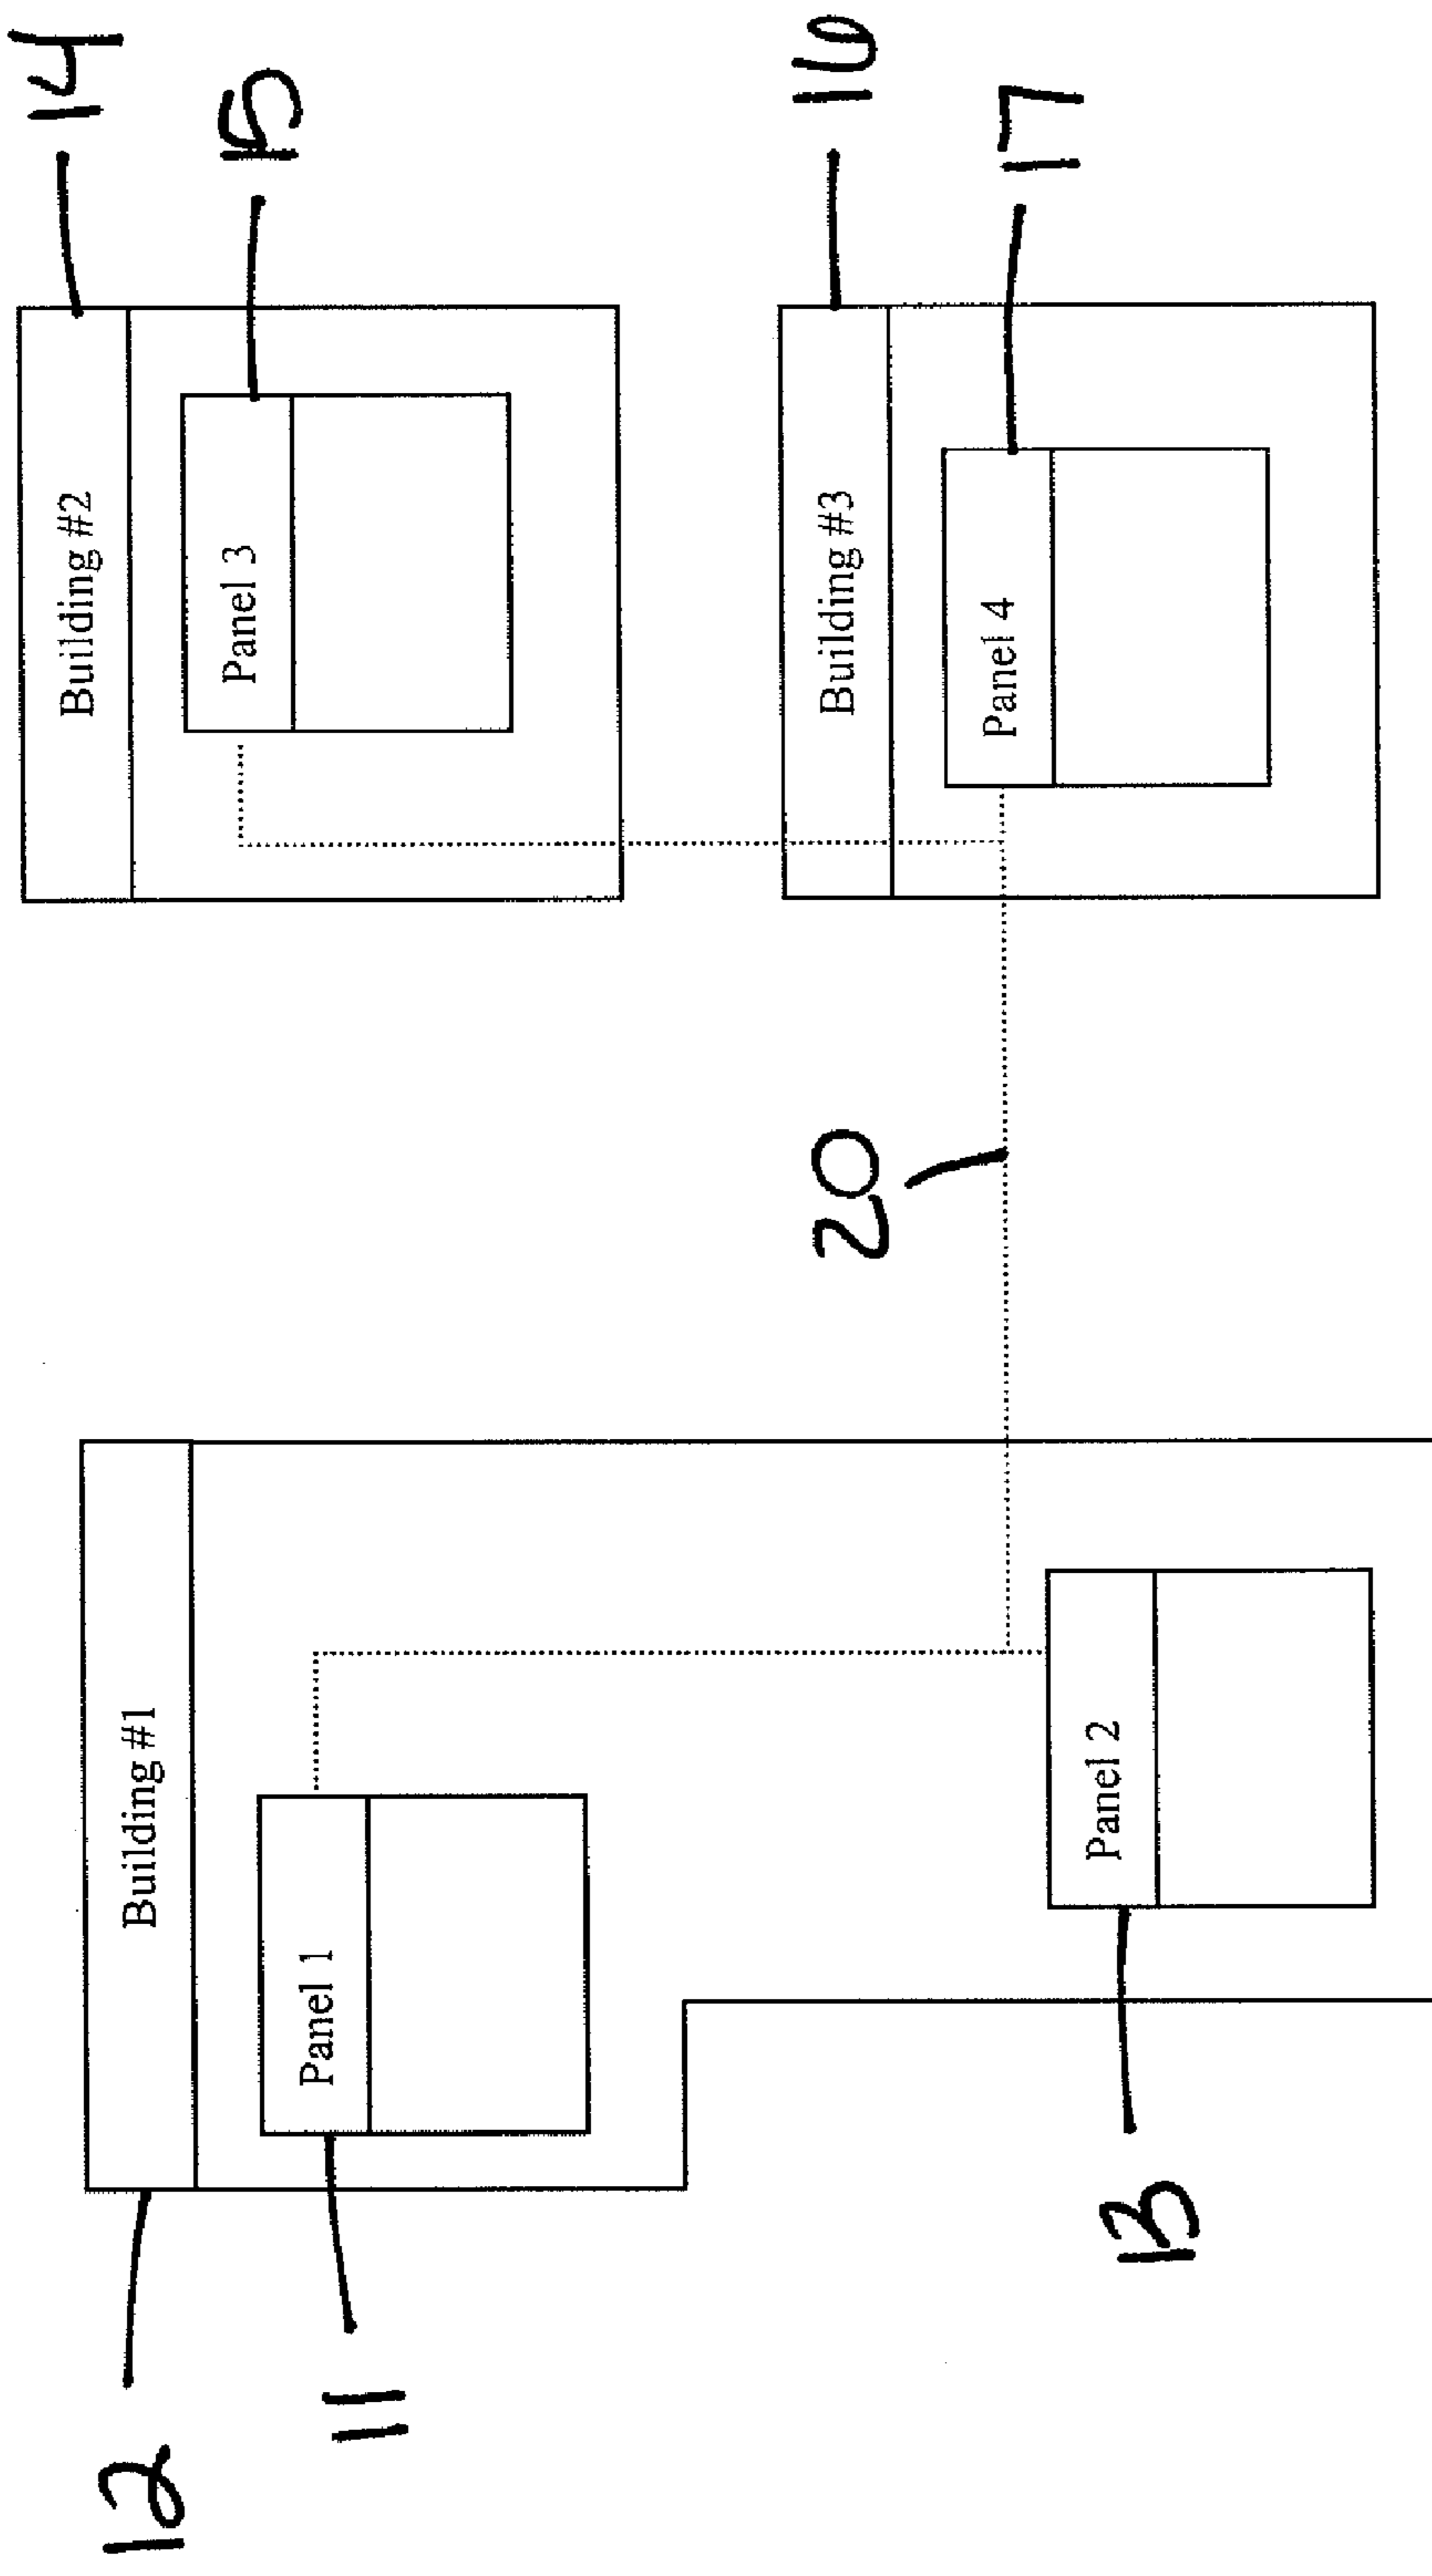 12
Building #1
11
Panel 1
13
Panel 2
20
Building #2
14
Panel 3
15
Building #3
16
Panel 4
17